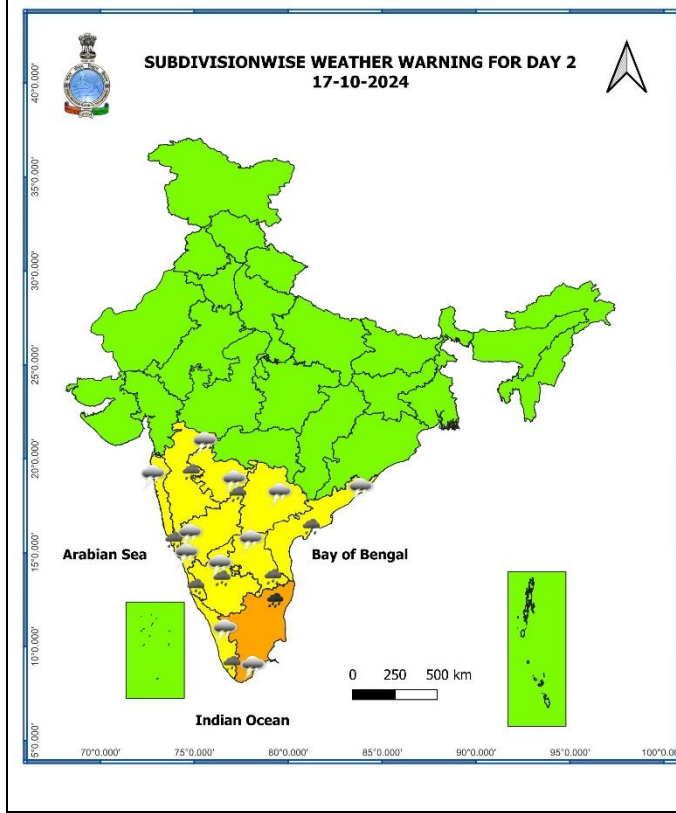 SUBDIVISIONWISE WEATHER WARNING FOR DAY 2
17-10-2024
40°0.000'
35°0.000'
30°0.000'
25°0.000'
20°0.000'
15°0.000'
10°0.000'
5°0.000'
Arabian Sea
Bay of Bengal
0 250 500 km
Indian Ocean
70°0.000' 75°0.000' 80°0.000' 85°0.000' 90°0.000' 95°0.000' 100°0.00